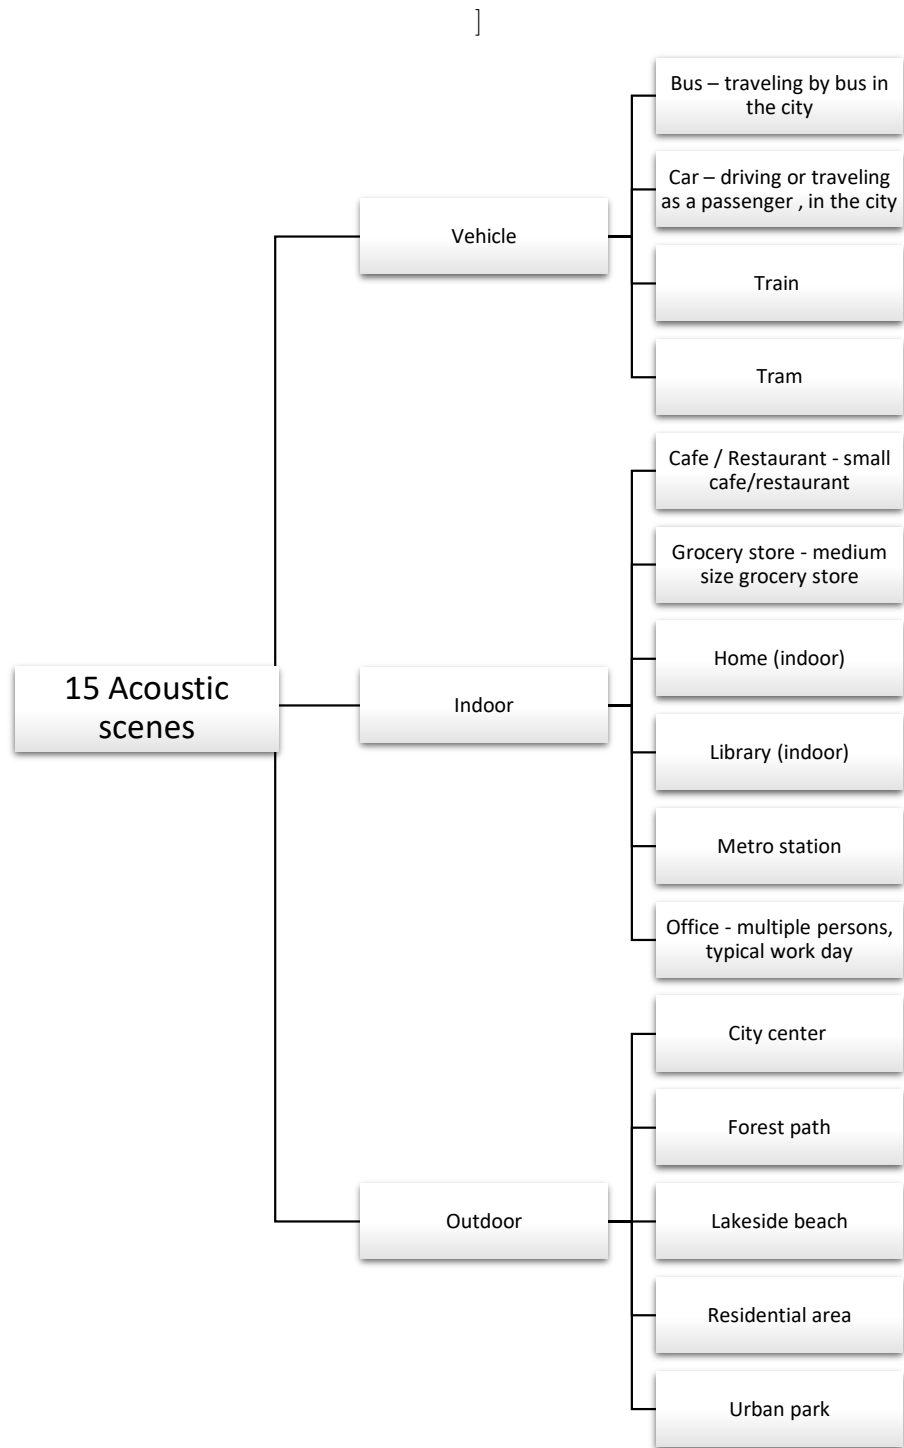 ]
Bus – traveling by bus in
the city
Car – driving or traveling
as a passenger , in the city
Vehicle
Train
Tram
Cafe / Restaurant - small
cafe/restaurant
Grocery store - medium
size grocery store
Home (indoor)
15 Acoustic
scenes
Indoor
Library (indoor)
Metro station
Office - multiple persons,
typical work day
City center
Forest path
Outdoor
Lakeside beach
Residential area
Urban park